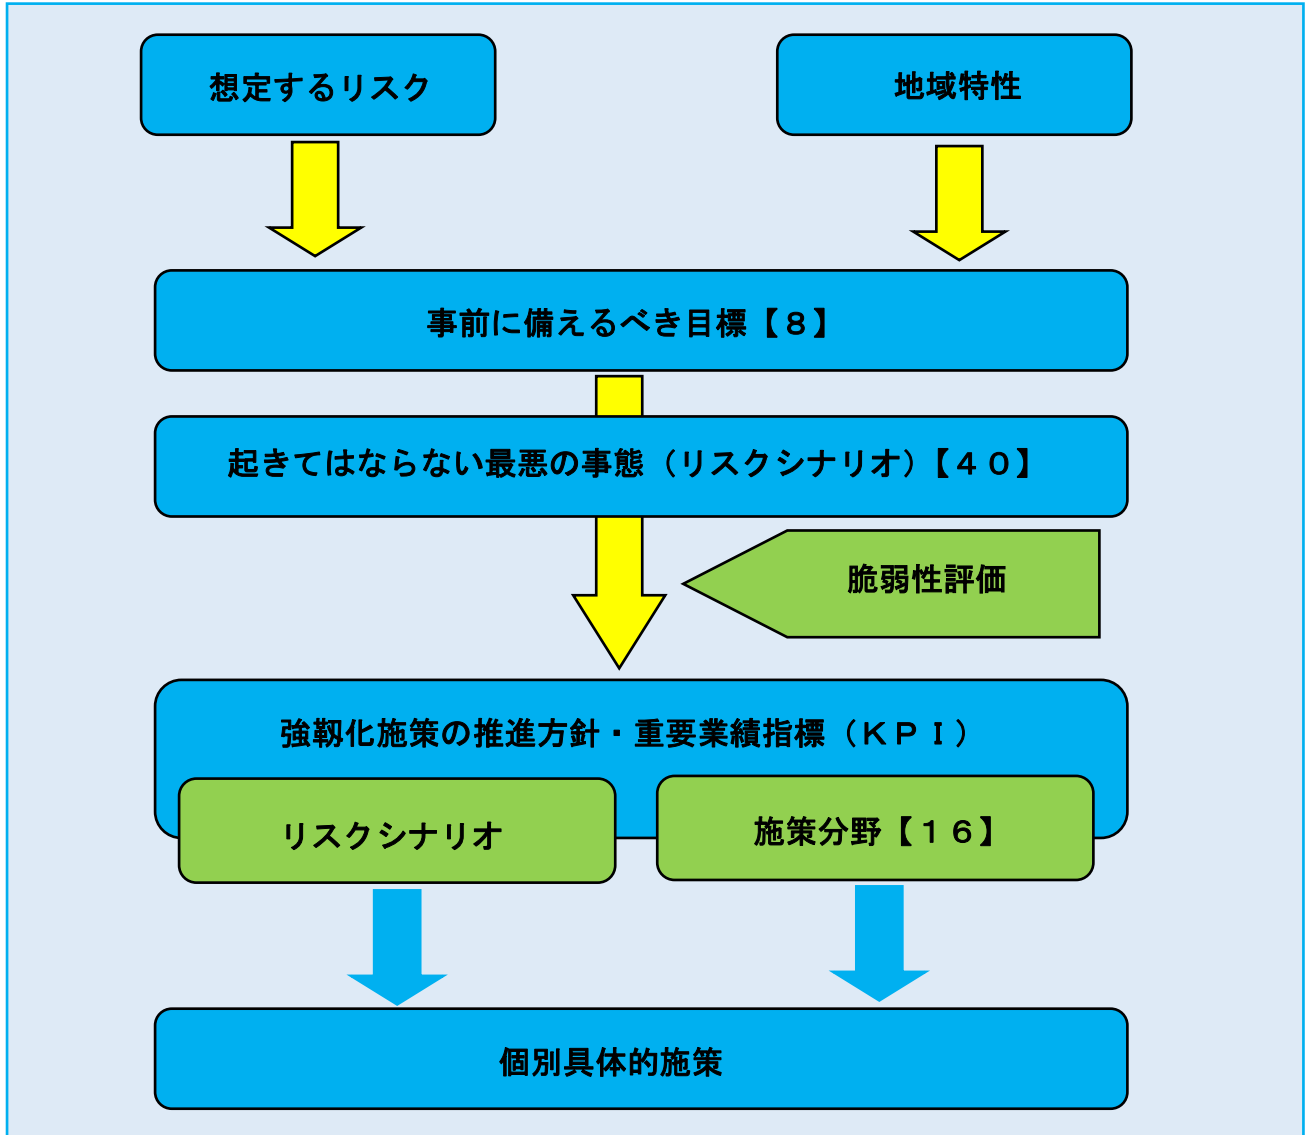 想定するリスク
地域特性
事前に備えるべき目標【８】
起きてはならない最悪の事態（リスクシナリオ）【４０】
脆弱性評価
強靱化施策の推進方針・重要業績指標（ＫＰＩ）
リスクシナリオ
施策分野【１６】
個別具体的施策